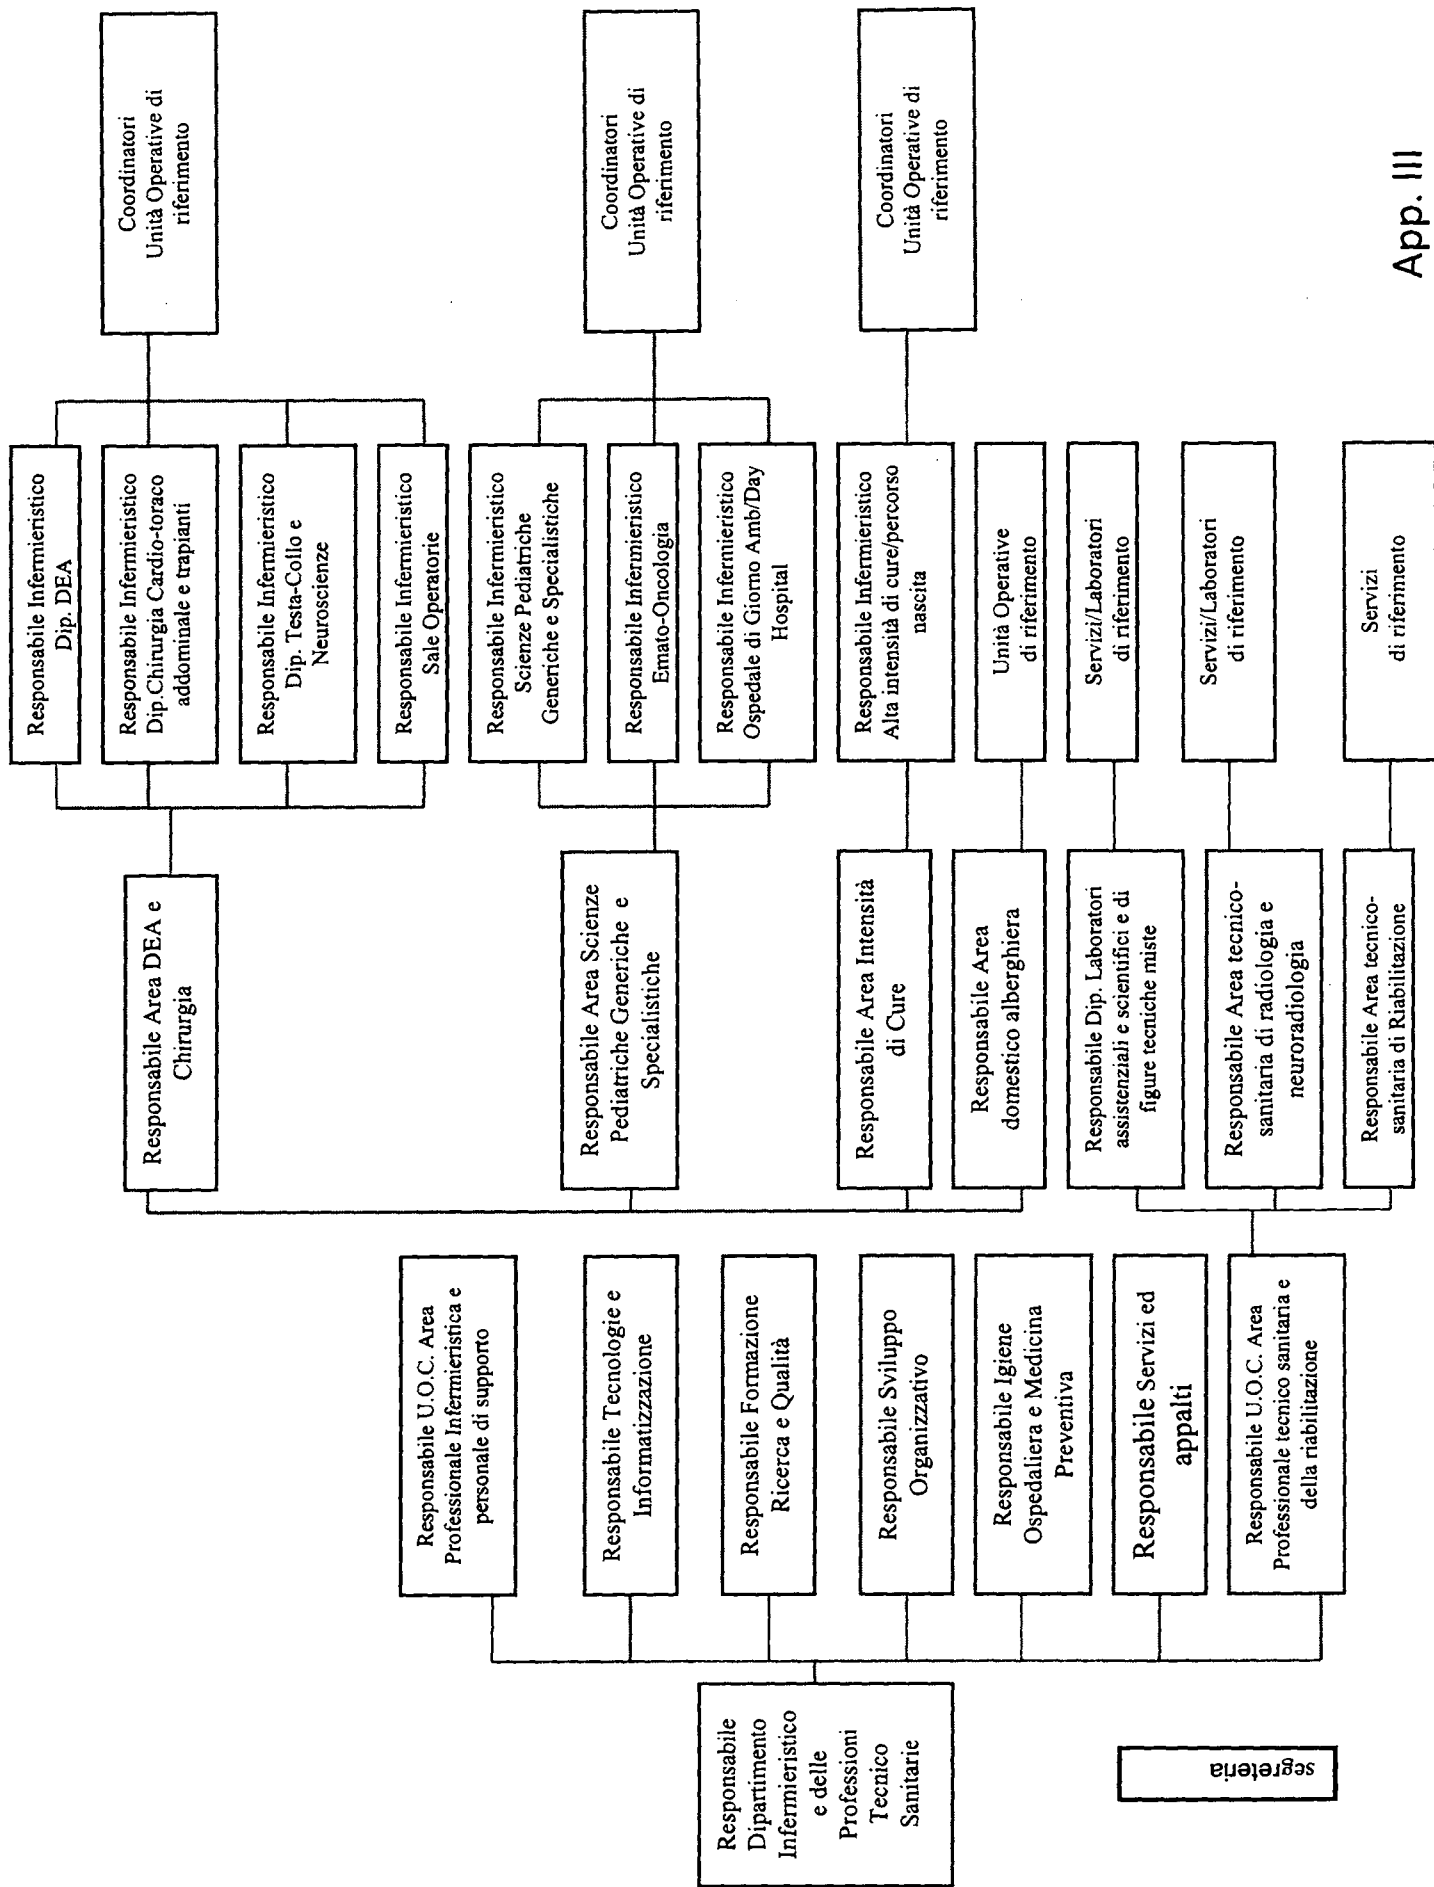 Responsabile
Dipartimento
Infermieristico
e delle
Professioni
Tecnico
Sanitarie
segreteria
Responsabile U.O.C. Area
Professionale Infermieristica e
personale di supporto
Responsabile Tecnologie e
Informatizzazione
Responsabile Formazione
Ricerca e Qualità
Responsabile Sviluppo
Organizzativo
Responsabile Igiene
Ospedaliera e Medicina
Preventiva
Responsabile Servizi ed
appalti
Responsabile U.O.C. Area
Professionale tecnico sanitaria e
della riabilitazione
Responsabile Area DEA e
Chirurgia
Responsabile Area Scienze
Pediatriche Generiche e
Specialistiche
Responsabile Area Intensità
di Cure
Responsabile Area
domestico alberghiera
Responsabile Dip. Laboratori
assistenziali e scientifici e di
figure tecniche miste
Responsabile Area tecnico-
sanitaria di radiologia e
neuroradiologia
Responsabile Area tecnico-
sanitaria di Riabilitazione
Responsabile Infermieristico
Dip. DEA
Responsabile Infermieristico
Dip.Chirurgia Cardio-toraco
addominale e trapianti
Responsabile Infermieristico
Dip. Testa-Collo e
Neuroscienze
Responsabile Infermieristico
Sale Operatorie
Responsabile Infermieristico
Scienze Pediatriche
Generiche e Specialistiche
Responsabile Infermieristico
Emato-Oncologia
Responsabile Infermieristico
Ospedale di Giorno Amb/Day
Hospital
Responsabile Infermieristico
Alta intensità di cure/percorso
nascita
Unità Operative
di riferimento
Servizi/Laboratori
di riferimento
Servizi/Laboratori
di riferimento
Servizi
di riferimento
Coordinatori
Unità Operative di
riferimento
Coordinatori
Unità Operative di
riferimento
Coordinatori
Unità Operative di
riferimento
App. III